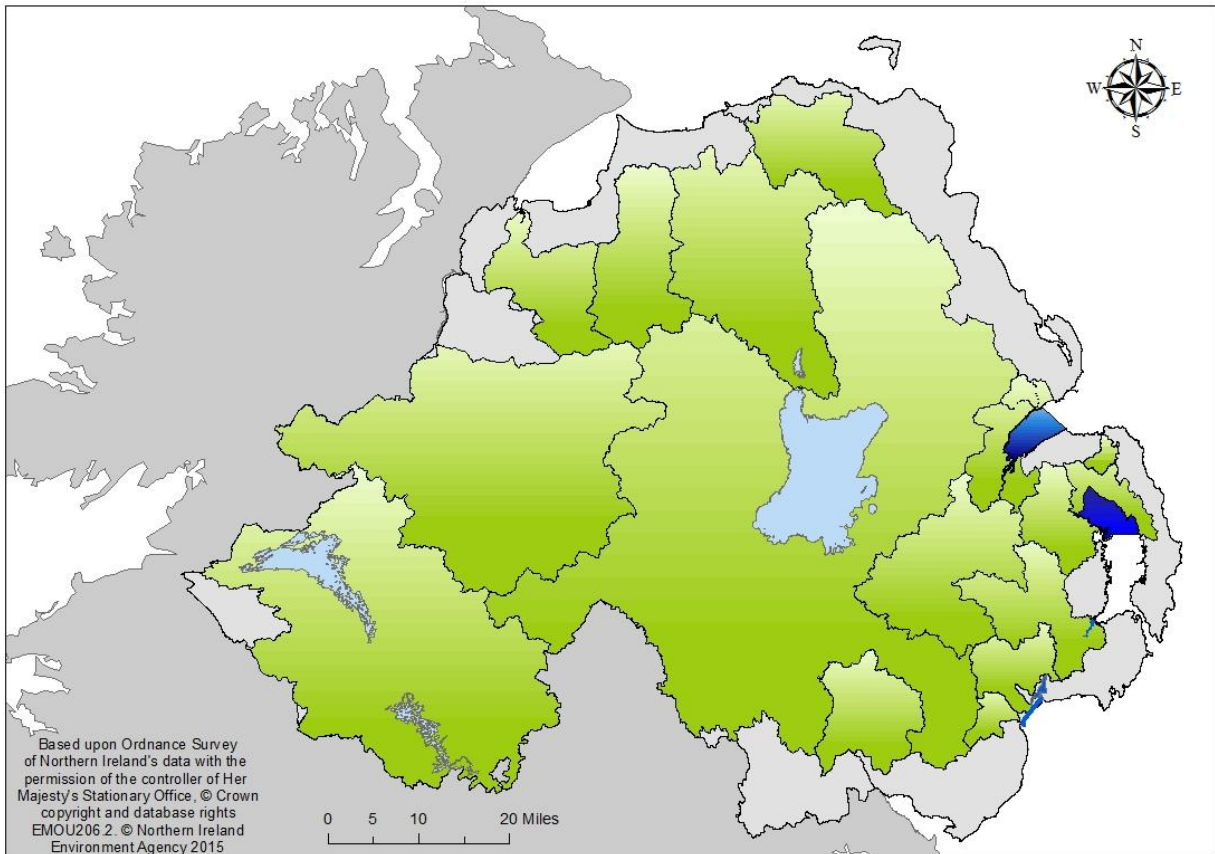 N
W E
S
Based upon Ordnance Survey
of Northern Ireland's data with the
permission of the controller of Her
Majesty's Stationary Office, © Crown
copyright and database rights
EMOU206.2. © Northern Ireland
Environment Agency 2015
0 5 10 20 Miles